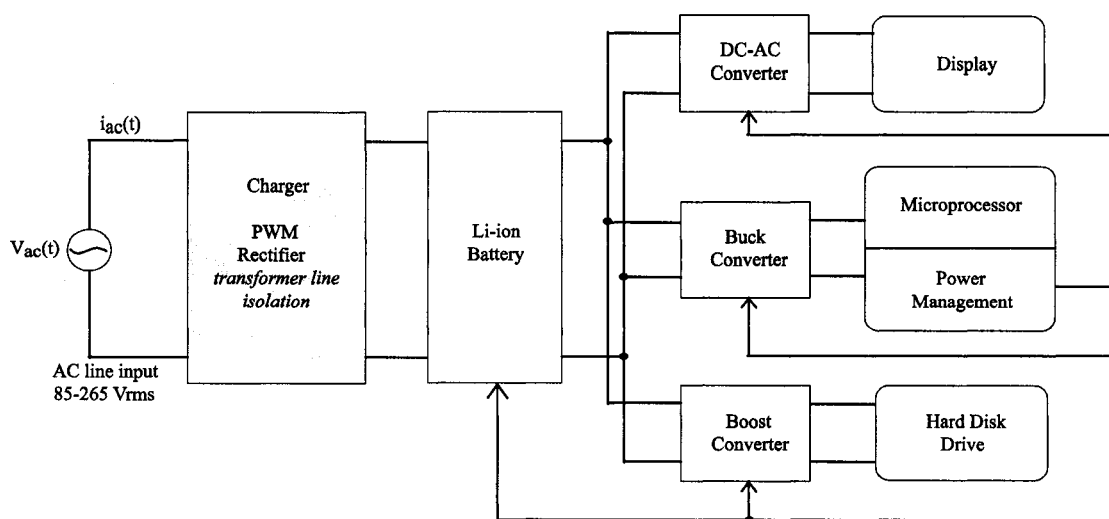 iac(t)
Vac(t)
AC line input
85-265 Vrms
Charger
PWM
Rectifier
transformer line
isolation
Li-ion
Battery
DC-AC
Converter
Display
Buck
Converter
Microprocessor
Power
Management
Boost
Converter
Hard Disk
Drive